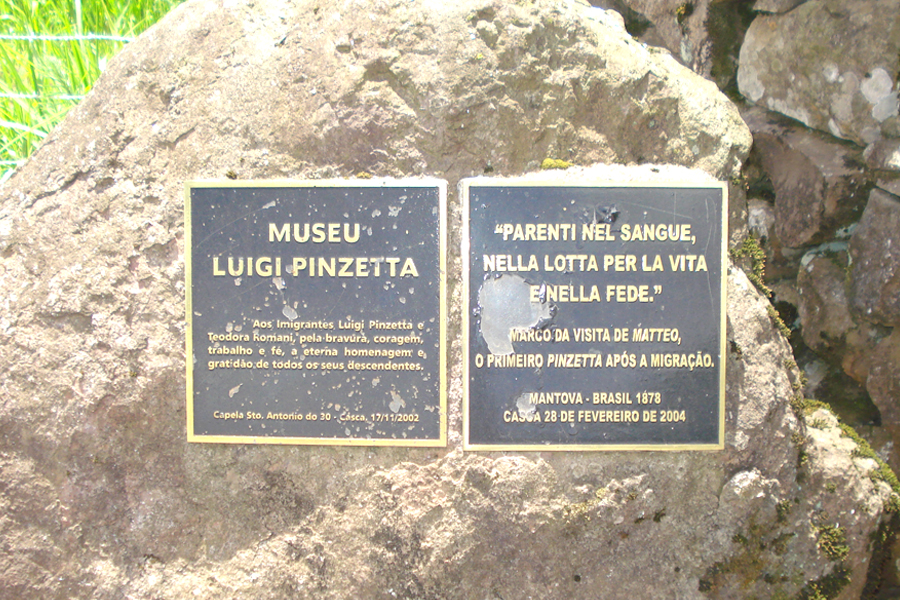 MUSEU
LUIGI PINZETTA
Aos Imigrantes Luigi Pinzetta e
Teodora Romani, pela bravura, coragem,
trabalho e fé, a eterna homenagem e
gratidão de todos os seus descendentes.
Capela Sto. Antonio do 30 - Casca, 17/11/2002
“PARENTI NEL SANGUE,
NELLA LOTTA PER LA VITA
E NELLA FEDE.”
MARCO DA VISITA DE MATTEO,
O PRIMEIRO PINZETTA APÓS A MIGRAÇÃO.
MANTOVA - BRASIL 1878
CASCA 28 DE FEVEREIRO DE 2004